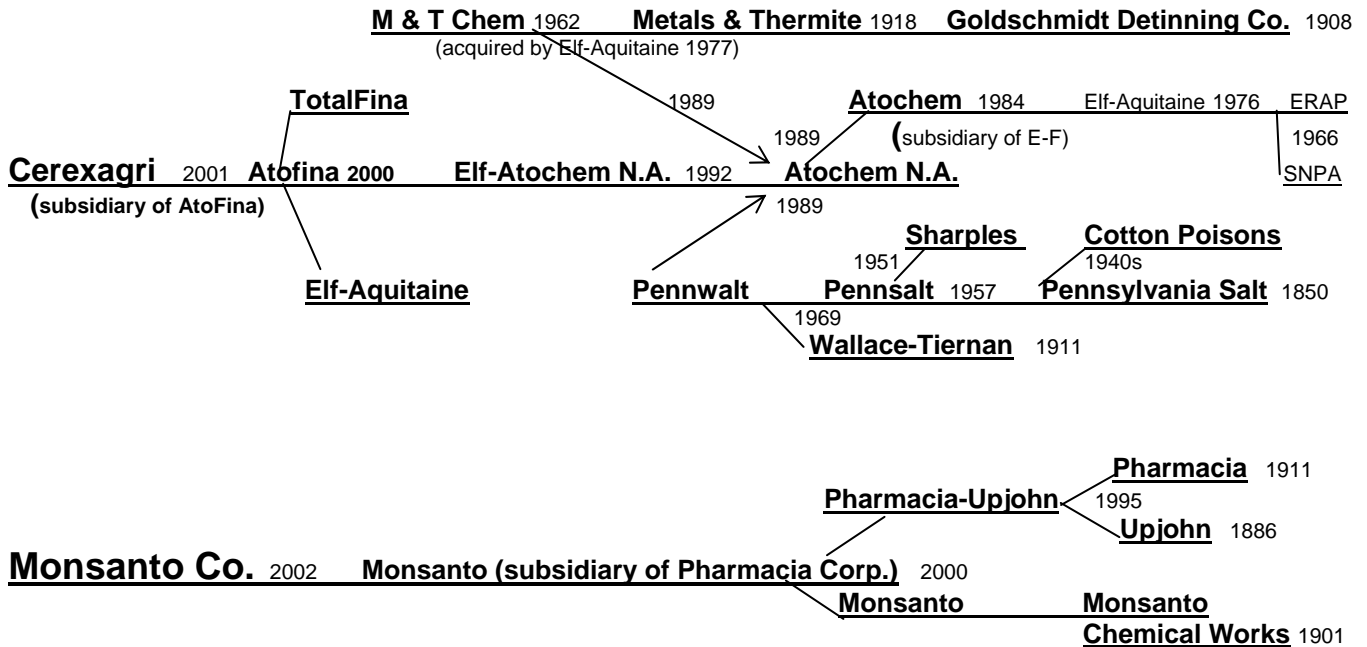 M & T Chem 1962 Metals & Thermite 1918 Goldschmidt Detinning Co. 1908
(acquired by Elf-Aquitaine 1977)
TotalFina 1989 Atochem 1984 Elf-Aquitaine 1976 ERAP
1989 (subsidiary of E-F) 1966
Cerexagri 2001 Atofina 2000 Elf-Atochem N.A. 1992 Atochem N.A. SNPA
(subsidiary of AtoFina) 1989
Sharples Cotton Poisons
1951 1940s
Elf-Aquitaine Pennwalt Pennsalt 1957 Pennsylvania Salt 1850
1969
Wallace-Tiernan 1911
Pharmacia 1911
Pharmacia-Upjohn 1995
Upjohn 1886
Monsanto Co. 2002 Monsanto (subsidiary of Pharmacia Corp.) 2000
Monsanto Monsanto
Chemical Works 1901